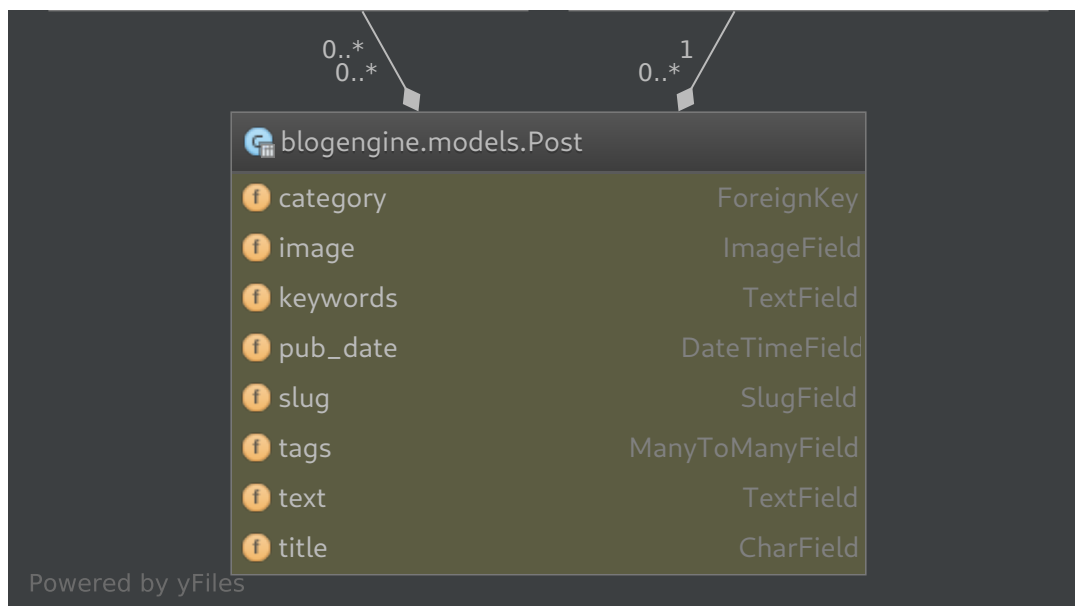 0..*
0..*
1
0..*
blogengine.models.Post
category ForeignKey
image ImageField
keywords TextField
pub_date DateTimeField
slug SlugField
tags ManyToManyField
text TextField
title CharField
Powered by yFiles